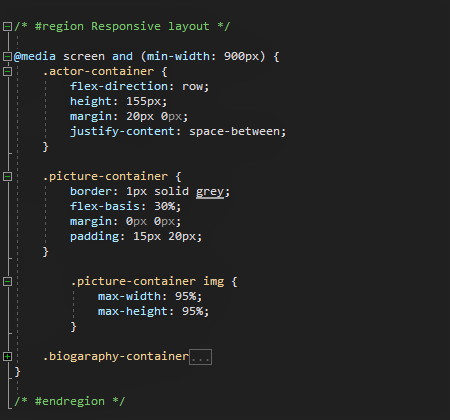 /* #region Responsive layout */
@media screen and (min-width: 900px) {
.actor-container {
flex-direction: row;
height: 155px;
margin: 20px 0px;
justify-content: space-between;
}
.picture-container {
border: 1px solid grey;
flex-basis: 30%;
margin: 0px 0px;
padding: 15px 20px;
}
.picture-container img {
max-width: 95%;
max-height: 95%;
}
.biogaraphy-container...
}
/* #endregion */